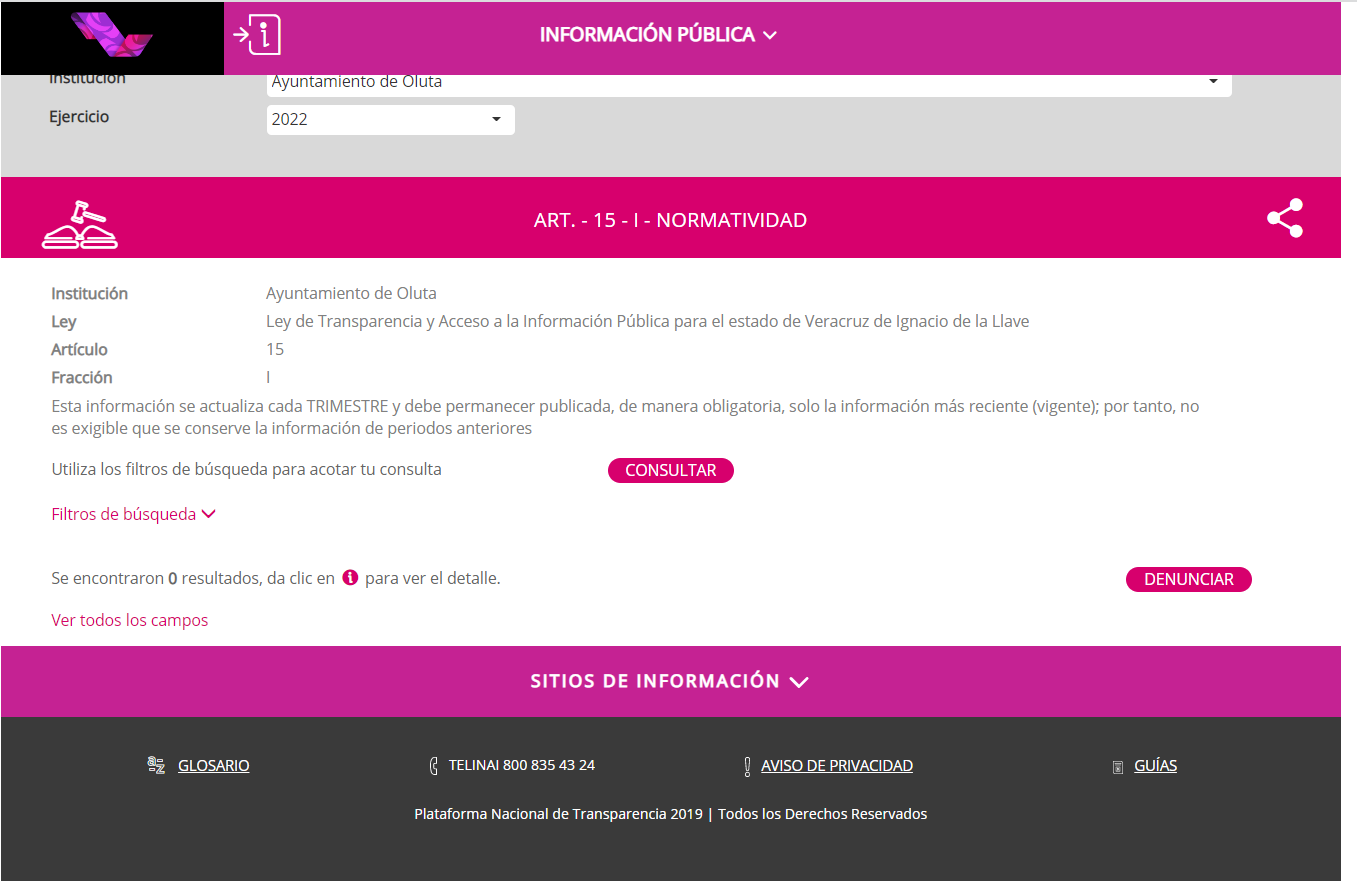 INFORMACIÓN PÚBLICA
Institución Ayuntamiento de Oluta
Ejercicio 2022
ART. - 15 - I - NORMATIVIDAD
Institución Ayuntamiento de Oluta
Ley Ley de Transparencia y Acceso a la Información Pública para el estado de Veracruz de Ignacio de la Llave
Artículo 15
Fracción I
Esta información se actualiza cada TRIMESTRE y debe permanecer publicada, de manera obligatoria, solo la información más reciente (vigente); por tanto, no
es exigible que se conserve la información de periodos anteriores
Utiliza los filtros de búsqueda para acotar tu consulta CONSULTAR
Filtros de búsqueda
Se encontraron 0 resultados, da clic en i para ver el detalle. DENUNCIAR
Ver todos los campos
SITIOS DE INFORMACIÓN
GLOSARIO TELINAI 800 835 43 24 AVISO DE PRIVACIDAD GUÍAS
Plataforma Nacional de Transparencia 2019 | Todos los Derechos Reservados